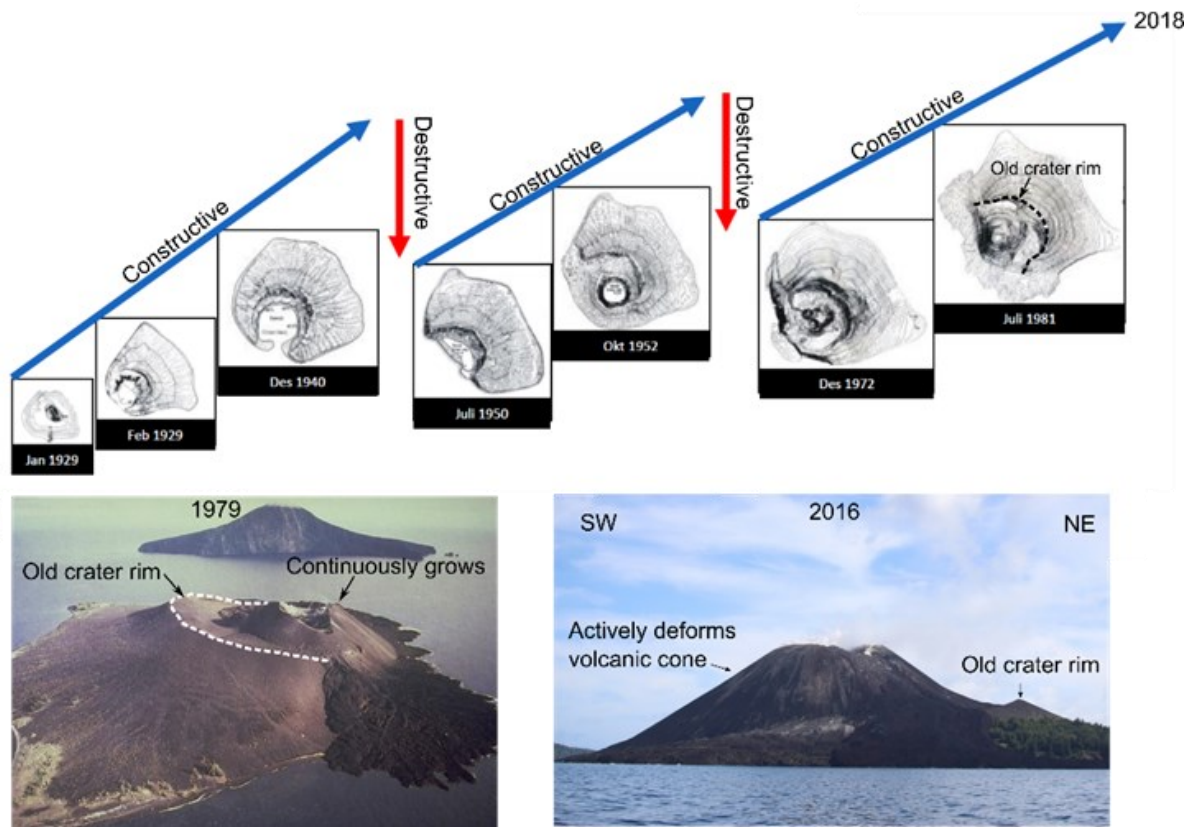 2018
Constructive
Destructive
Constructive
Destructive
Constructive
Old crater rim
Jan 1929
Feb 1929
Des 1940
Juli 1950
Okt 1952
Des 1972
Juli 1981
1979
Old crater rim
Continuously grows
SW
2016
NE
Actively deforms
volcanic cone
Old crater rim